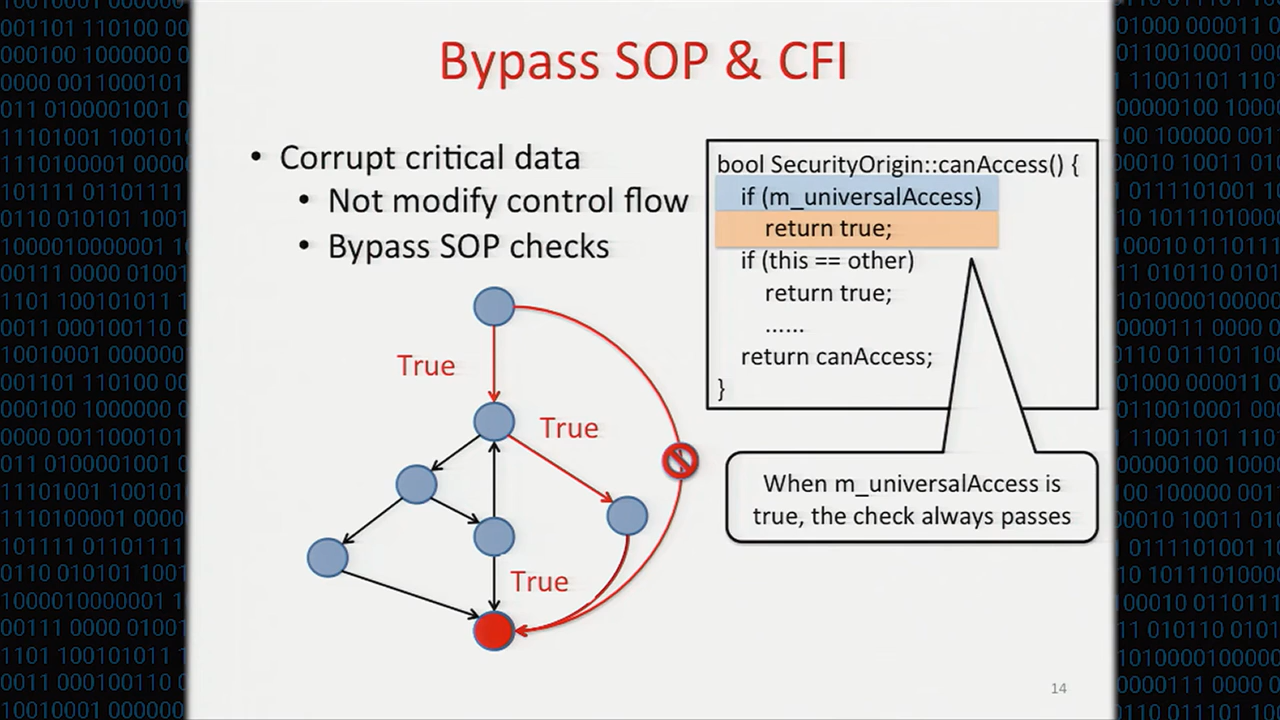 Bypass SOP & CFI
• Corrupt critical data
• Not modify control flow
• Bypass SOP checks
bool SecurityOrigin::canAccess() {
if (m_universalAccess)
return true;
if (this == other)
return true;
......
return canAccess;
}
True
True
True
When m_universalAccess is
true, the check always passes
14